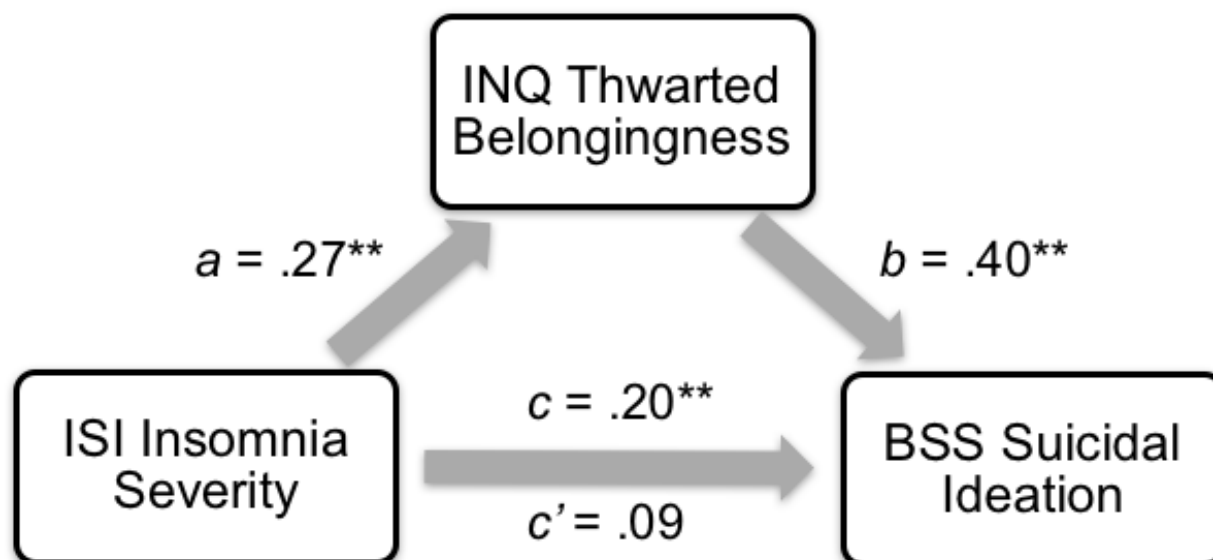 INQ Thwarted
Belongingness
a = .27**
b = .40**
c = .20**
ISI Insomnia
Severity
BSS Suicidal
Ideation
c’ = .09